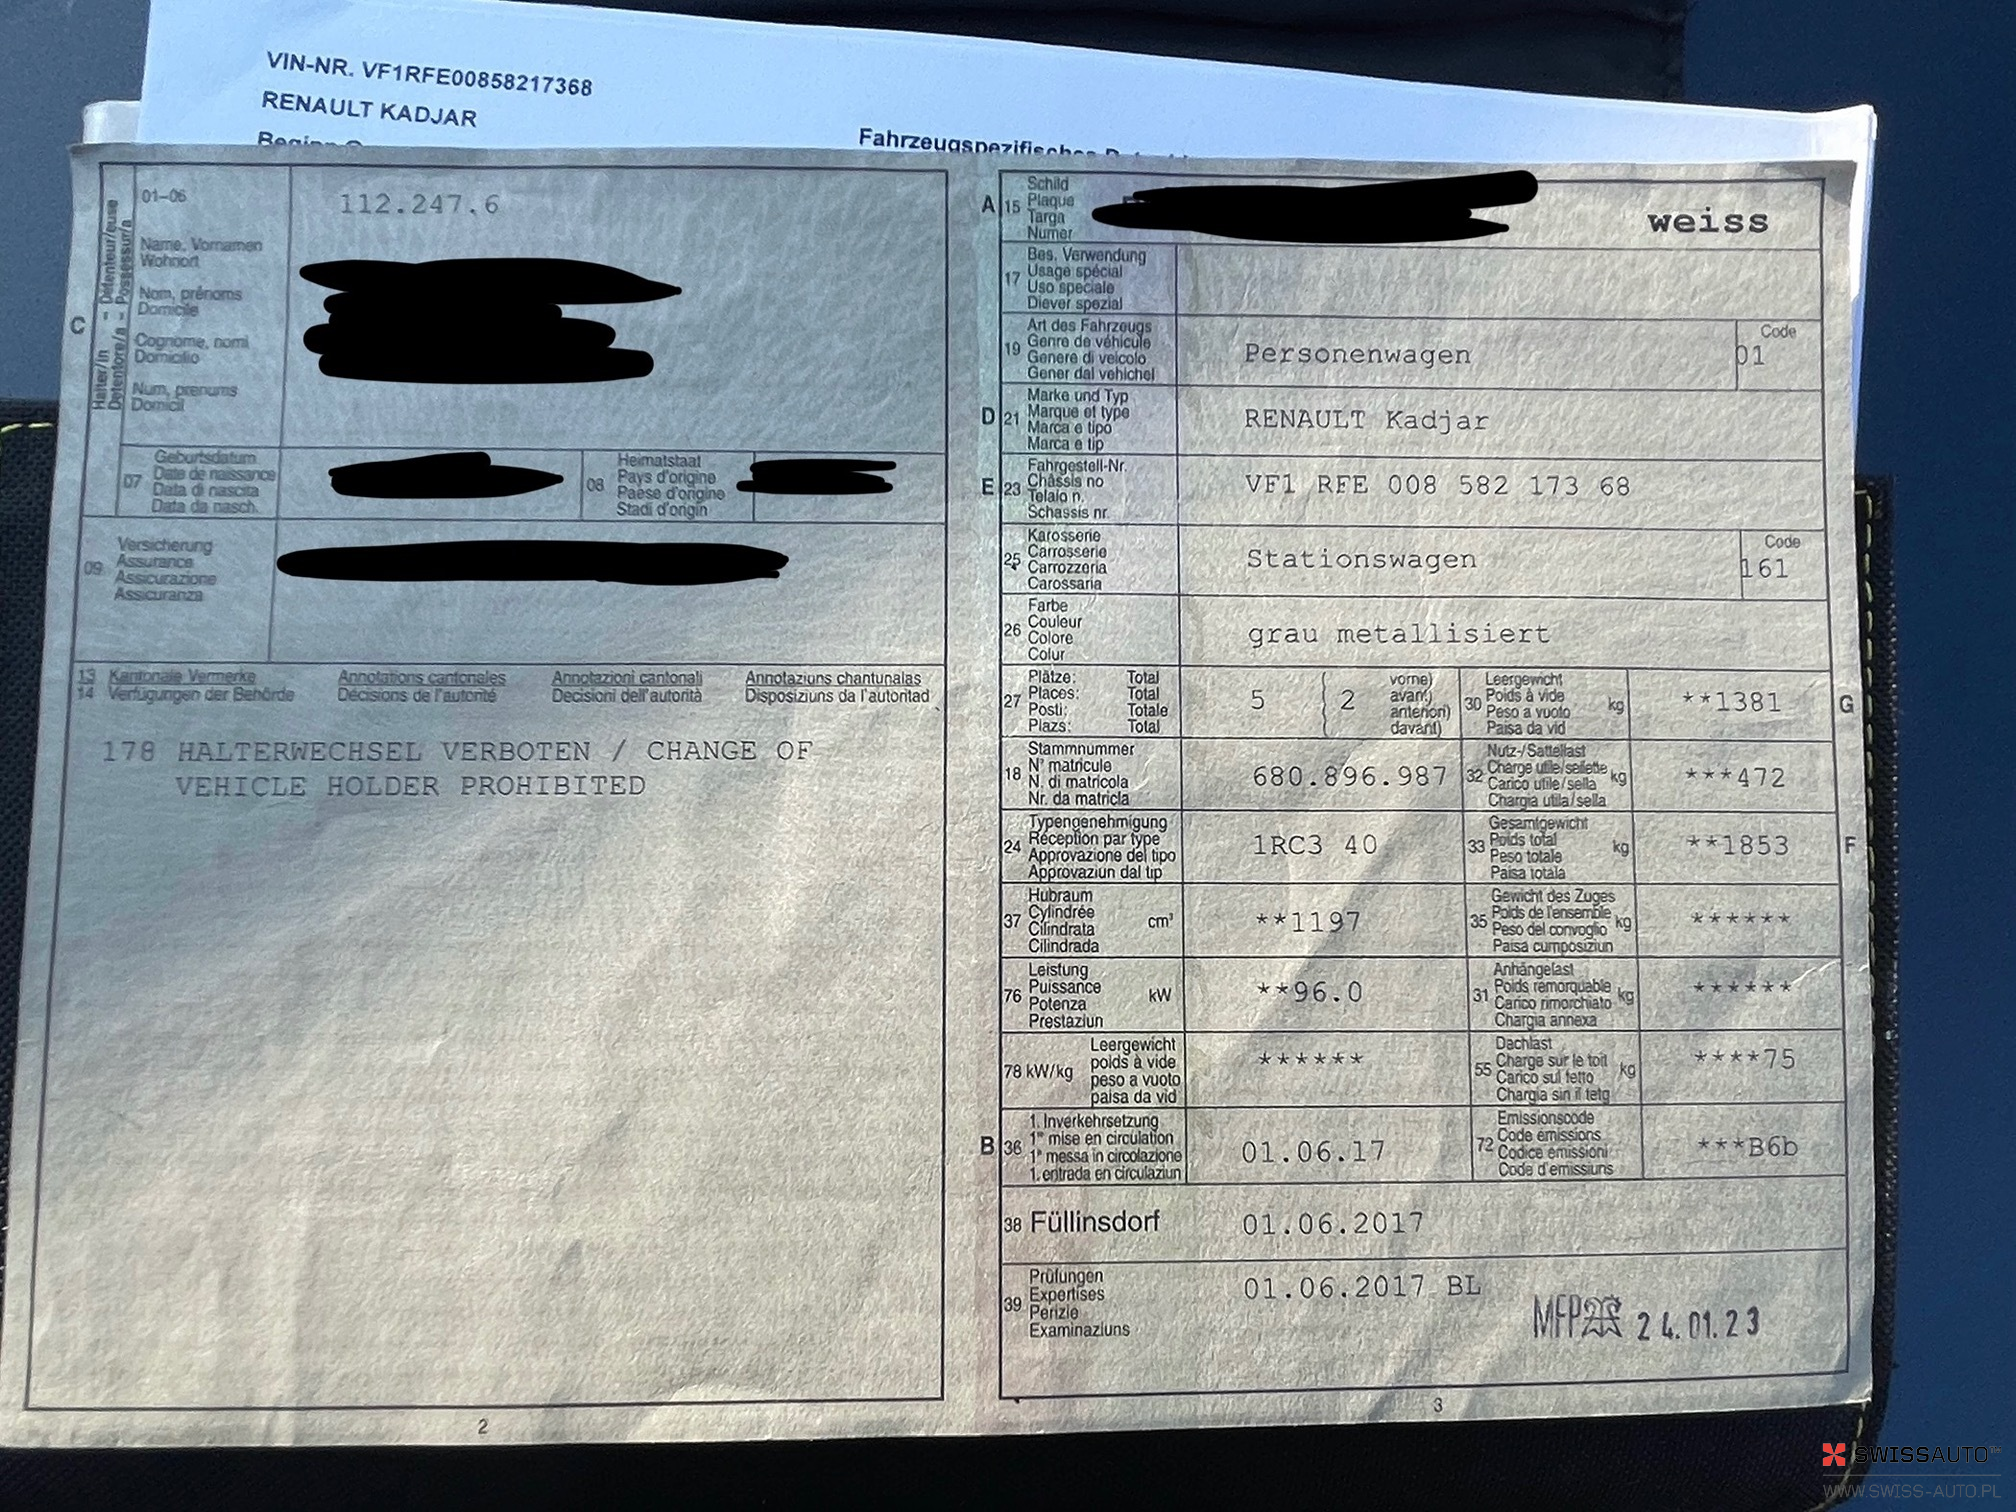 VIN-NR. VF1RFE00858217368
RENAULT KADJAR
Fahrzeugspezifisches
C
Halter/in - Détenteur/euse
Detentore/a - Possessur/a
01–06
112.247.6
Name, Vornamen
Wohnort
Nom, prénoms
Domicile
Cognome, nomi
Domicilio
Num, prenums
Domicil
07
Geburtsdatum
Date de naissance
Data di nascita
Data da nasch.
08
Heimatstaat
Pays d'origine
Paese d'origine
Stadi d'origin
09
Versicherung
Assurance
Assicurazione
Assicuranza
13 Kantonale Vermerke Annotations cantonales Annotazioni cantonali Annotaziuns chantunalas
14 Verfügungen der Behörde Décisions de l'autorité Decisioni dell'autorità Disposiziuns da l'autoritad
178 HALTERWECHSEL VERBOTEN / CHANGE OF
VEHICLE HOLDER PROHIBITED
2
A 15
Schild
Plaque
Targa
Numer
weiss
17
Bes. Verwendung
Usage spécial
Uso speciale
Diever spezial
19
Art des Fahrzeugs
Genre de véhicule
Genere di veicolo
Gener dal vehichel
Personenwagen
Code
01
D 21
Marke und Typ
Marque et type
Marca e tipo
Marca e tip
RENAULT Kadjar
E 23
Fahrgestell-Nr.
Châssis no
Telaio n.
Schassis nr.
VF1 RFE 008 582 173 68
25
Karosserie
Carrosserie
Carrozzeria
Carossaria
Stationswagen
Code
161
26
Farbe
Couleur
Colore
Colur
grau metallisiert
27
Plätze: Total
Places: Total
Posti: Totale
Plazs: Total
5 ( 2
vorne)
avant)
anteriori)
davant)
30
Leergewicht
Poids à vide
Peso a vuoto
Paisa da vid
kg
**1381
G
18
Stammnummer
N° matricule
N. di matricola
Nr. da matricla
680.896.987
32
Nutz-/Sattellast
Charge utile/sellette
Carico utile/sella
Chargia utila/sella
kg
***472
24
Typengenehmigung
Réception par type
Approvazione del tipo
Approvaziun dal tip
1RC3 40
33
Gesamtgewicht
Poids total
Peso totale
Paisa totala
kg
**1853
F
37
Hubraum
Cylindrée
Cilindrata
Cilindrada
cm³
**1197
35
Gewicht des Zuges
Poids de l'ensemble
Peso del convoglio
Paisa cumposiziun
kg
******
76
Leistung
Puissance
Potenza
Prestaziun
kW
**96.0
31
Anhängelast
Poids remorquable
Carico rimorchiato
Chargia annexa
kg
******
78 kW/kg
Leergewicht
poids à vide
peso a vuoto
paisa da vid
******
55
Dachlast
Charge sur le toit
Carico sul tetto
Chargia sin il tetg
kg
****75
B 36
1. Inverkehrsetzung
1re mise en circulation
1a messa in circolazione
1. entrada en circulaziun
01.06.17
72
Emissionscode
Code émissions
Codice emissioni
Code d'emissiuns
***B6b
38 Füllinsdorf
01.06.2017
39
Prüfungen
Expertises
Perizie
Examinaziuns
01.06.2017 BL
MFP 24.01.23
3
SWISSAUTO
WWW.SWISS-AUTO.PL